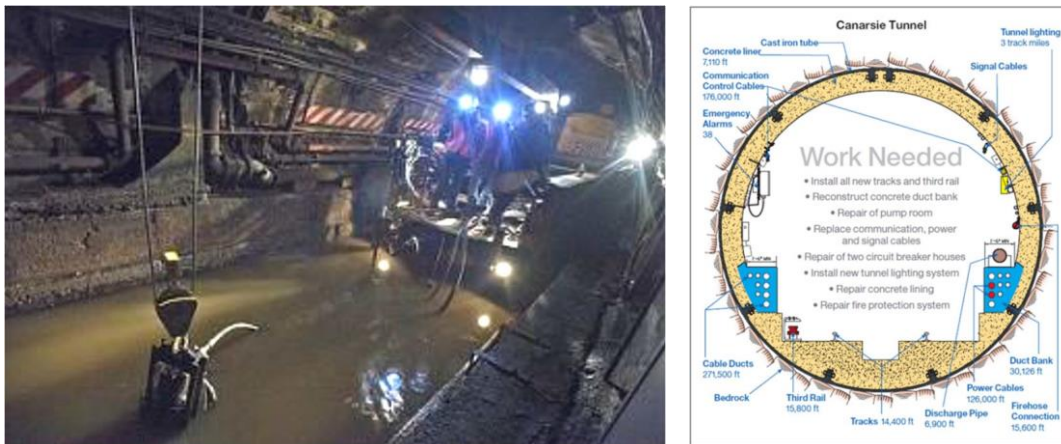 Canarsie Tunnel
Cast iron tube
Concrete liner
7,110 ft
Communication
Control Cables
176,000 ft
Emergency
Alarms
38
Tunnel lighting
3 track miles
Signal Cables
Work Needed
• Install all new tracks and third rail
• Reconstruct concrete duct bank
• Repair of pump room
• Replace communication, power
and signal cables
• Repair of two circuit breaker houses
• Install new tunnel lighting system
• Repair concrete lining
• Repair fire protection system
Cable Ducts
271,500 ft
Bedrock
Third Rail
15,800 ft
Tracks 14,400 ft
Discharge Pipe
6,900 ft
Power Cables
126,000 ft
Duct Bank
30,126 ft
Firehose
Connection
15,600 ft